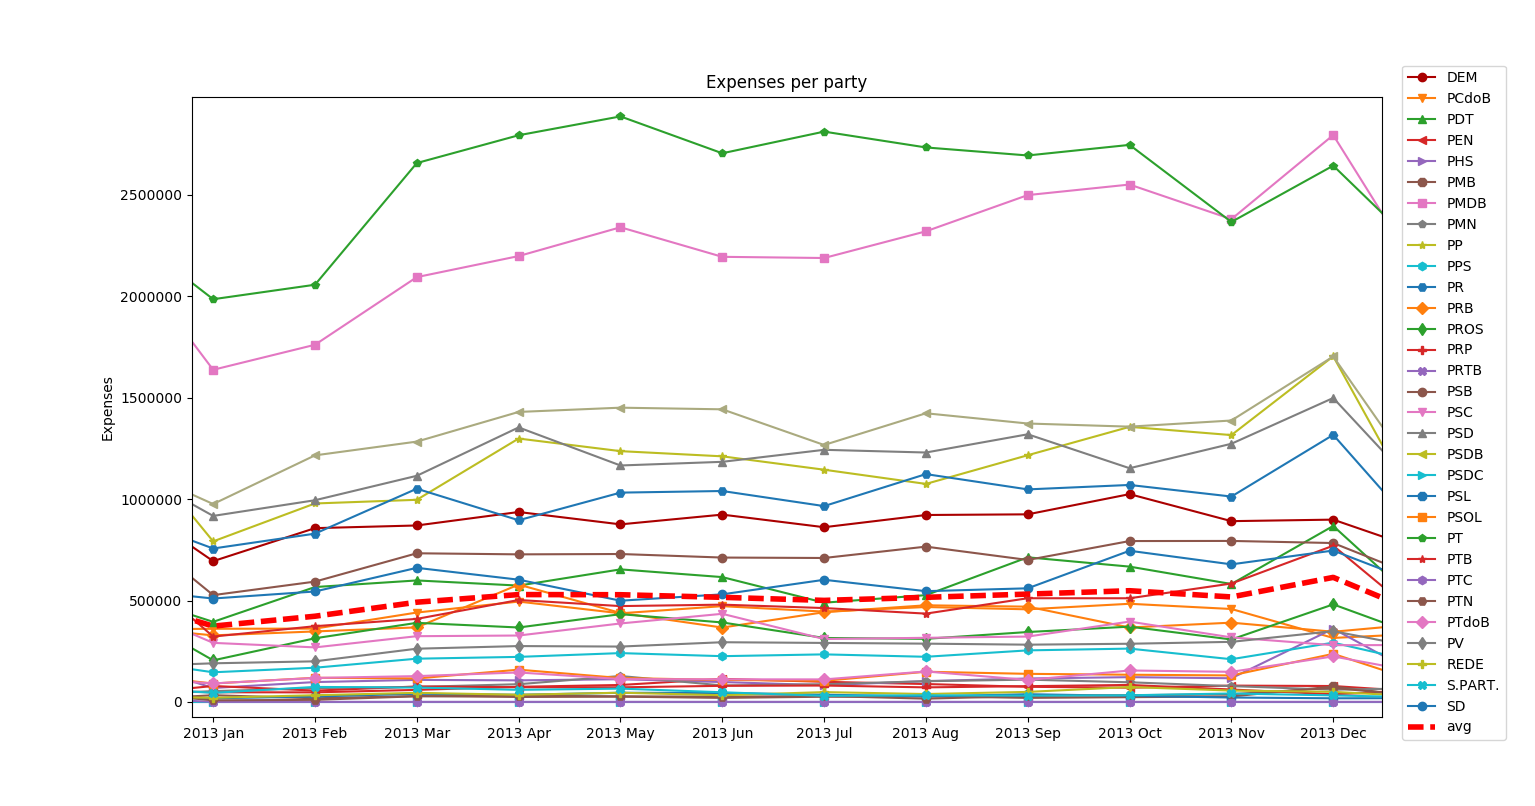 Expenses per party
Expenses
2500000
2000000
1500000
1000000
500000
0
2013 Jan
2013 Feb
2013 Mar
2013 Apr
2013 May
2013 Jun
2013 Jul
2013 Aug
2013 Sep
2013 Oct
2013 Nov
2013 Dec
DEM
PCdoB
PDT
PEN
PHS
PMB
PMDB
PMN
PP
PPS
PR
PRB
PROS
PRP
PRTB
PSB
PSC
PSD
PSDB
PSDC
PSL
PSOL
PT
PTB
PTC
PTN
PTdoB
PV
REDE
S.PART.
SD
avg